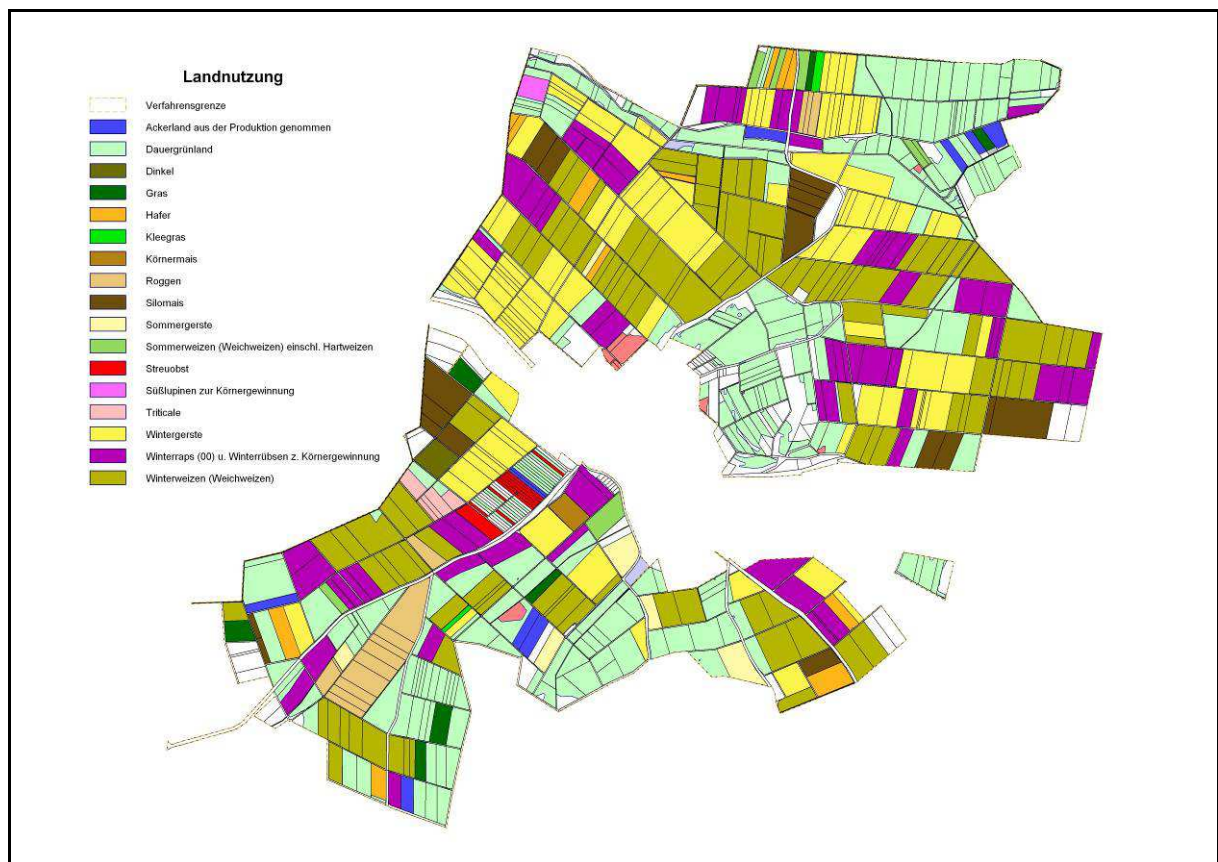 Landnutzung
Verfahrensgrenze
Ackerland aus der Produktion genommen
Dauergrünland
Dinkel
Gras
Hafer
Kleegras
Körnermais
Roggen
Silomais
Sommergerste
Sommerweizen (Weichweizen) einschl. Hartweizen
Streuobst
Süßlupinen zur Körnergewinnung
Triticale
Wintergerste
Winterraps (00) u. Winterrübsen z. Körnergewinnung
Winterweizen (Weichweizen)